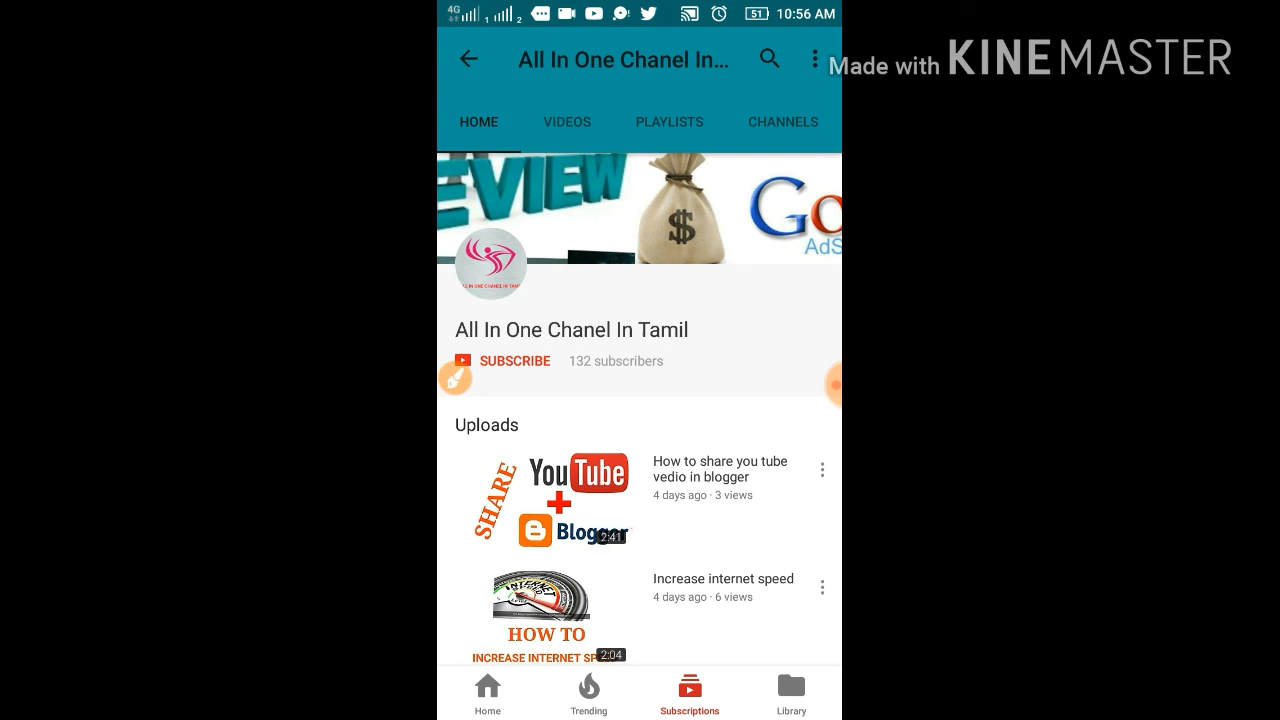 4G 1 2 51 10:56 AM
All In One Chanel In...
Made with KINEMASTER
HOME VIDEOS PLAYLISTS CHANNELS
EVIEW
$
Go
AdS
All In One Chanel In Tamil
SUBSCRIBE 132 subscribers
Uploads
SHARE
YouTube
Blogger
2:41
How to share you tube
vedio in blogger
4 days ago · 3 views
INTERNET
HOW TO
INCREASE INTERNET SP
2:04
Increase internet speed
4 days ago · 6 views
Home Trending Subscriptions Library